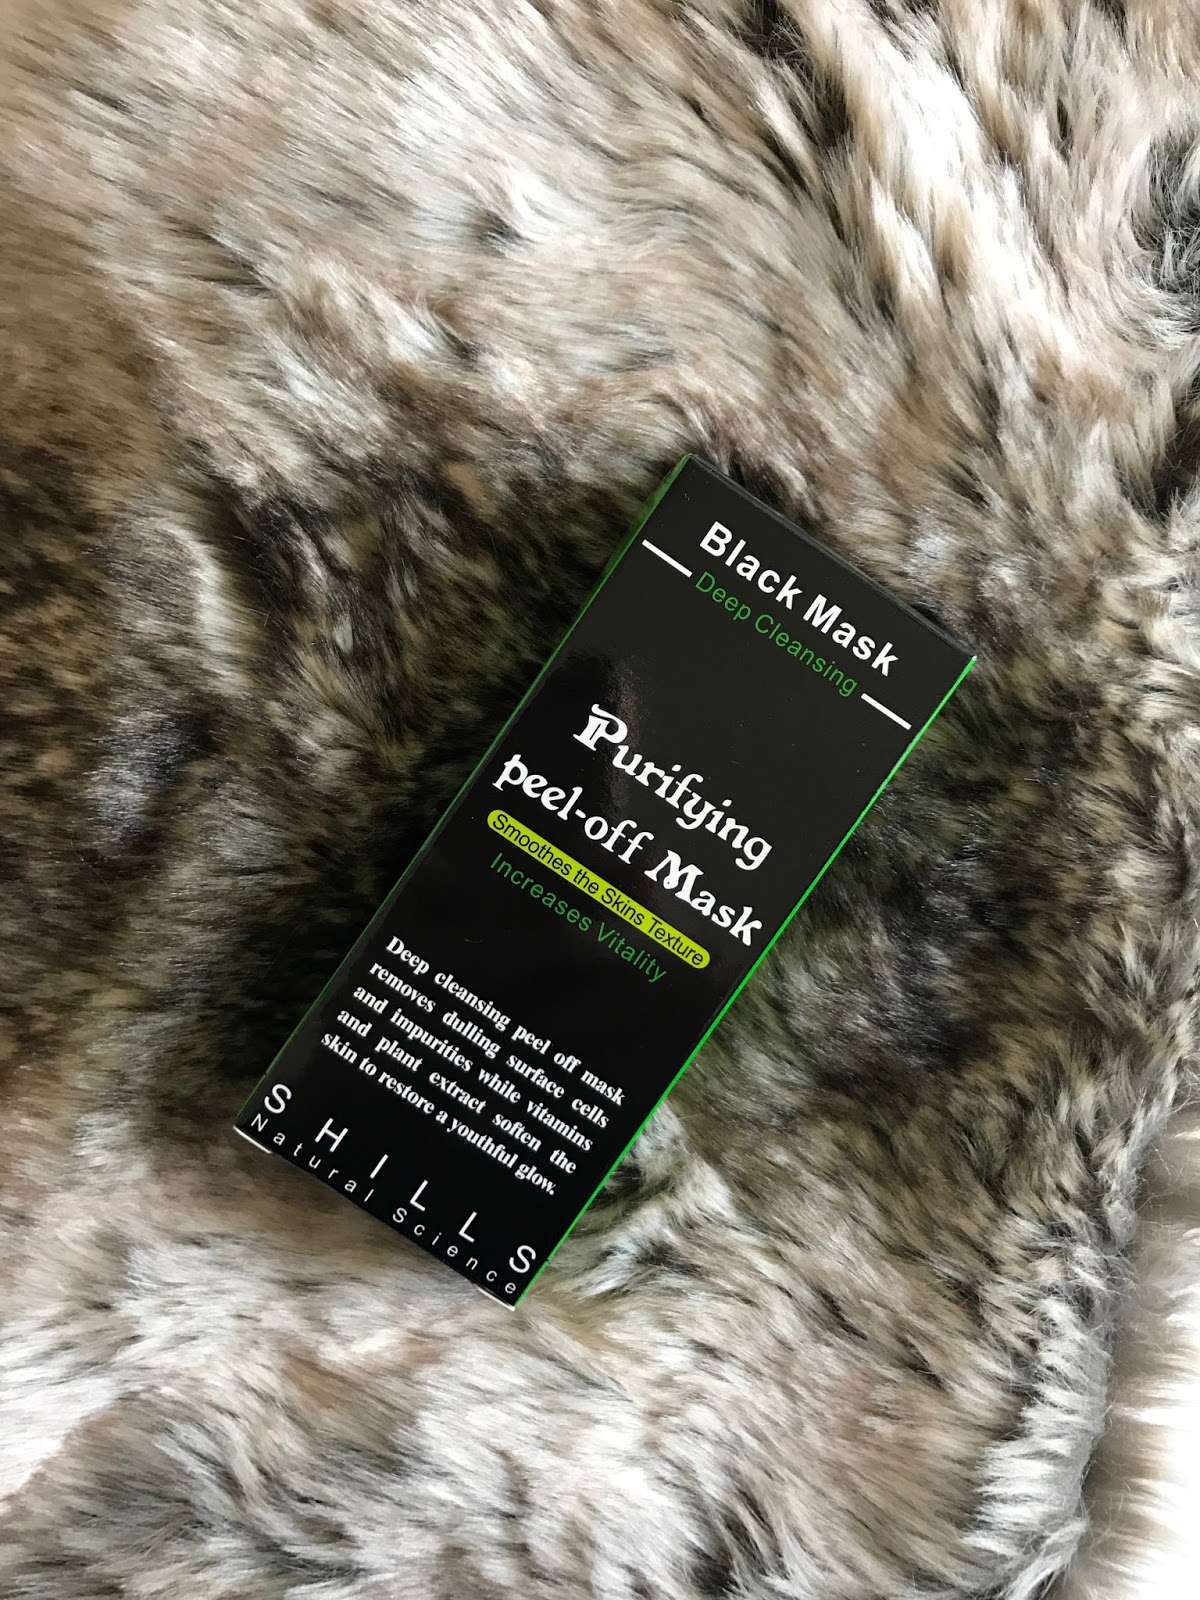 Black Mask
Deep Cleansing
Purifying
peel-off Mask
Smoothes the Skins Texture
Increases Vitality
Deep cleansing peel off mask
removes dulling surface cells
and impurities while vitamins
and plant extract soften the
skin to restore a youthful glow.
SHILLS
Natural Science